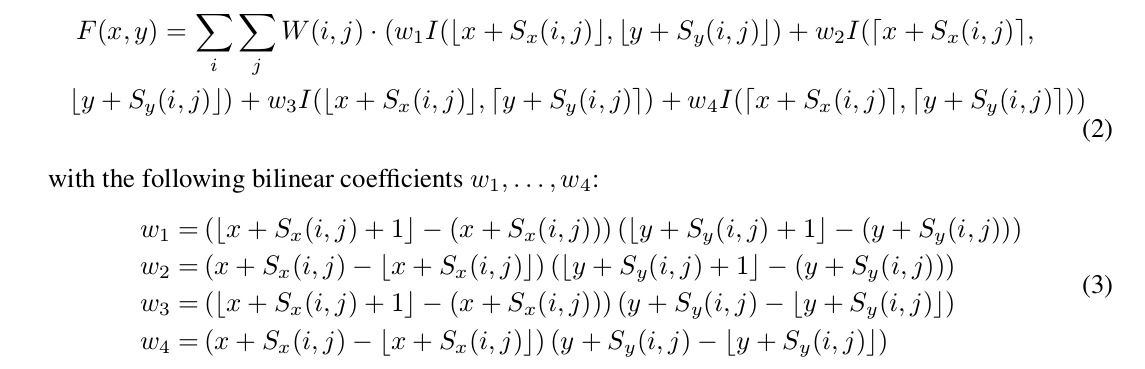 F(x, y) = ∑_i ∑_j W(i, j) · (w_1 I(⌊x + S_x(i, j)⌋, ⌊y + S_y(i, j)⌋) + w_2 I(⌈x + S_x(i, j)⌉,
⌊y + S_y(i, j)⌋) + w_3 I(⌊x + S_x(i, j)⌋, ⌈y + S_y(i, j)⌉) + w_4 I(⌈x + S_x(i, j)⌉, ⌈y + S_y(i, j)⌉))
(2)
with the following bilinear coefficients w_1, . . . , w_4:
w_1 = (⌊x + S_x(i, j) + 1⌋ − (x + S_x(i, j))) (⌊y + S_y(i, j) + 1⌋ − (y + S_y(i, j)))
w_2 = (x + S_x(i, j) − ⌊x + S_x(i, j)⌋) (⌊y + S_y(i, j) + 1⌋ − (y + S_y(i, j)))
w_3 = (⌊x + S_x(i, j) + 1⌋ − (x + S_x(i, j))) (y + S_y(i, j) − ⌊y + S_y(i, j)⌋)
w_4 = (x + S_x(i, j) − ⌊x + S_x(i, j)⌋) (y + S_y(i, j) − ⌊y + S_y(i, j)⌋)
(3)